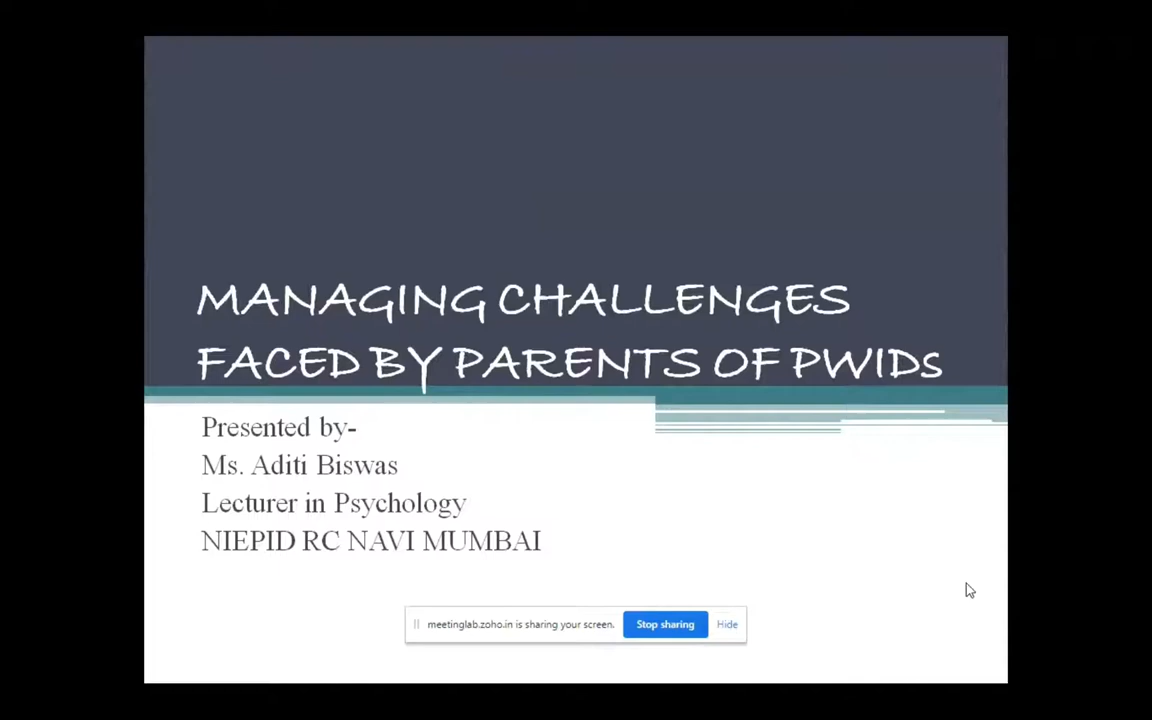 MANAGING CHALLENGES
FACED BY PARENTS OF PWIDs
Presented by-
Ms. Aditi Biswas
Lecturer in Psychology
NIEPID RC NAVI MUMBAI
meetinglab.zoho.in is sharing your screen. Stop sharing Hide